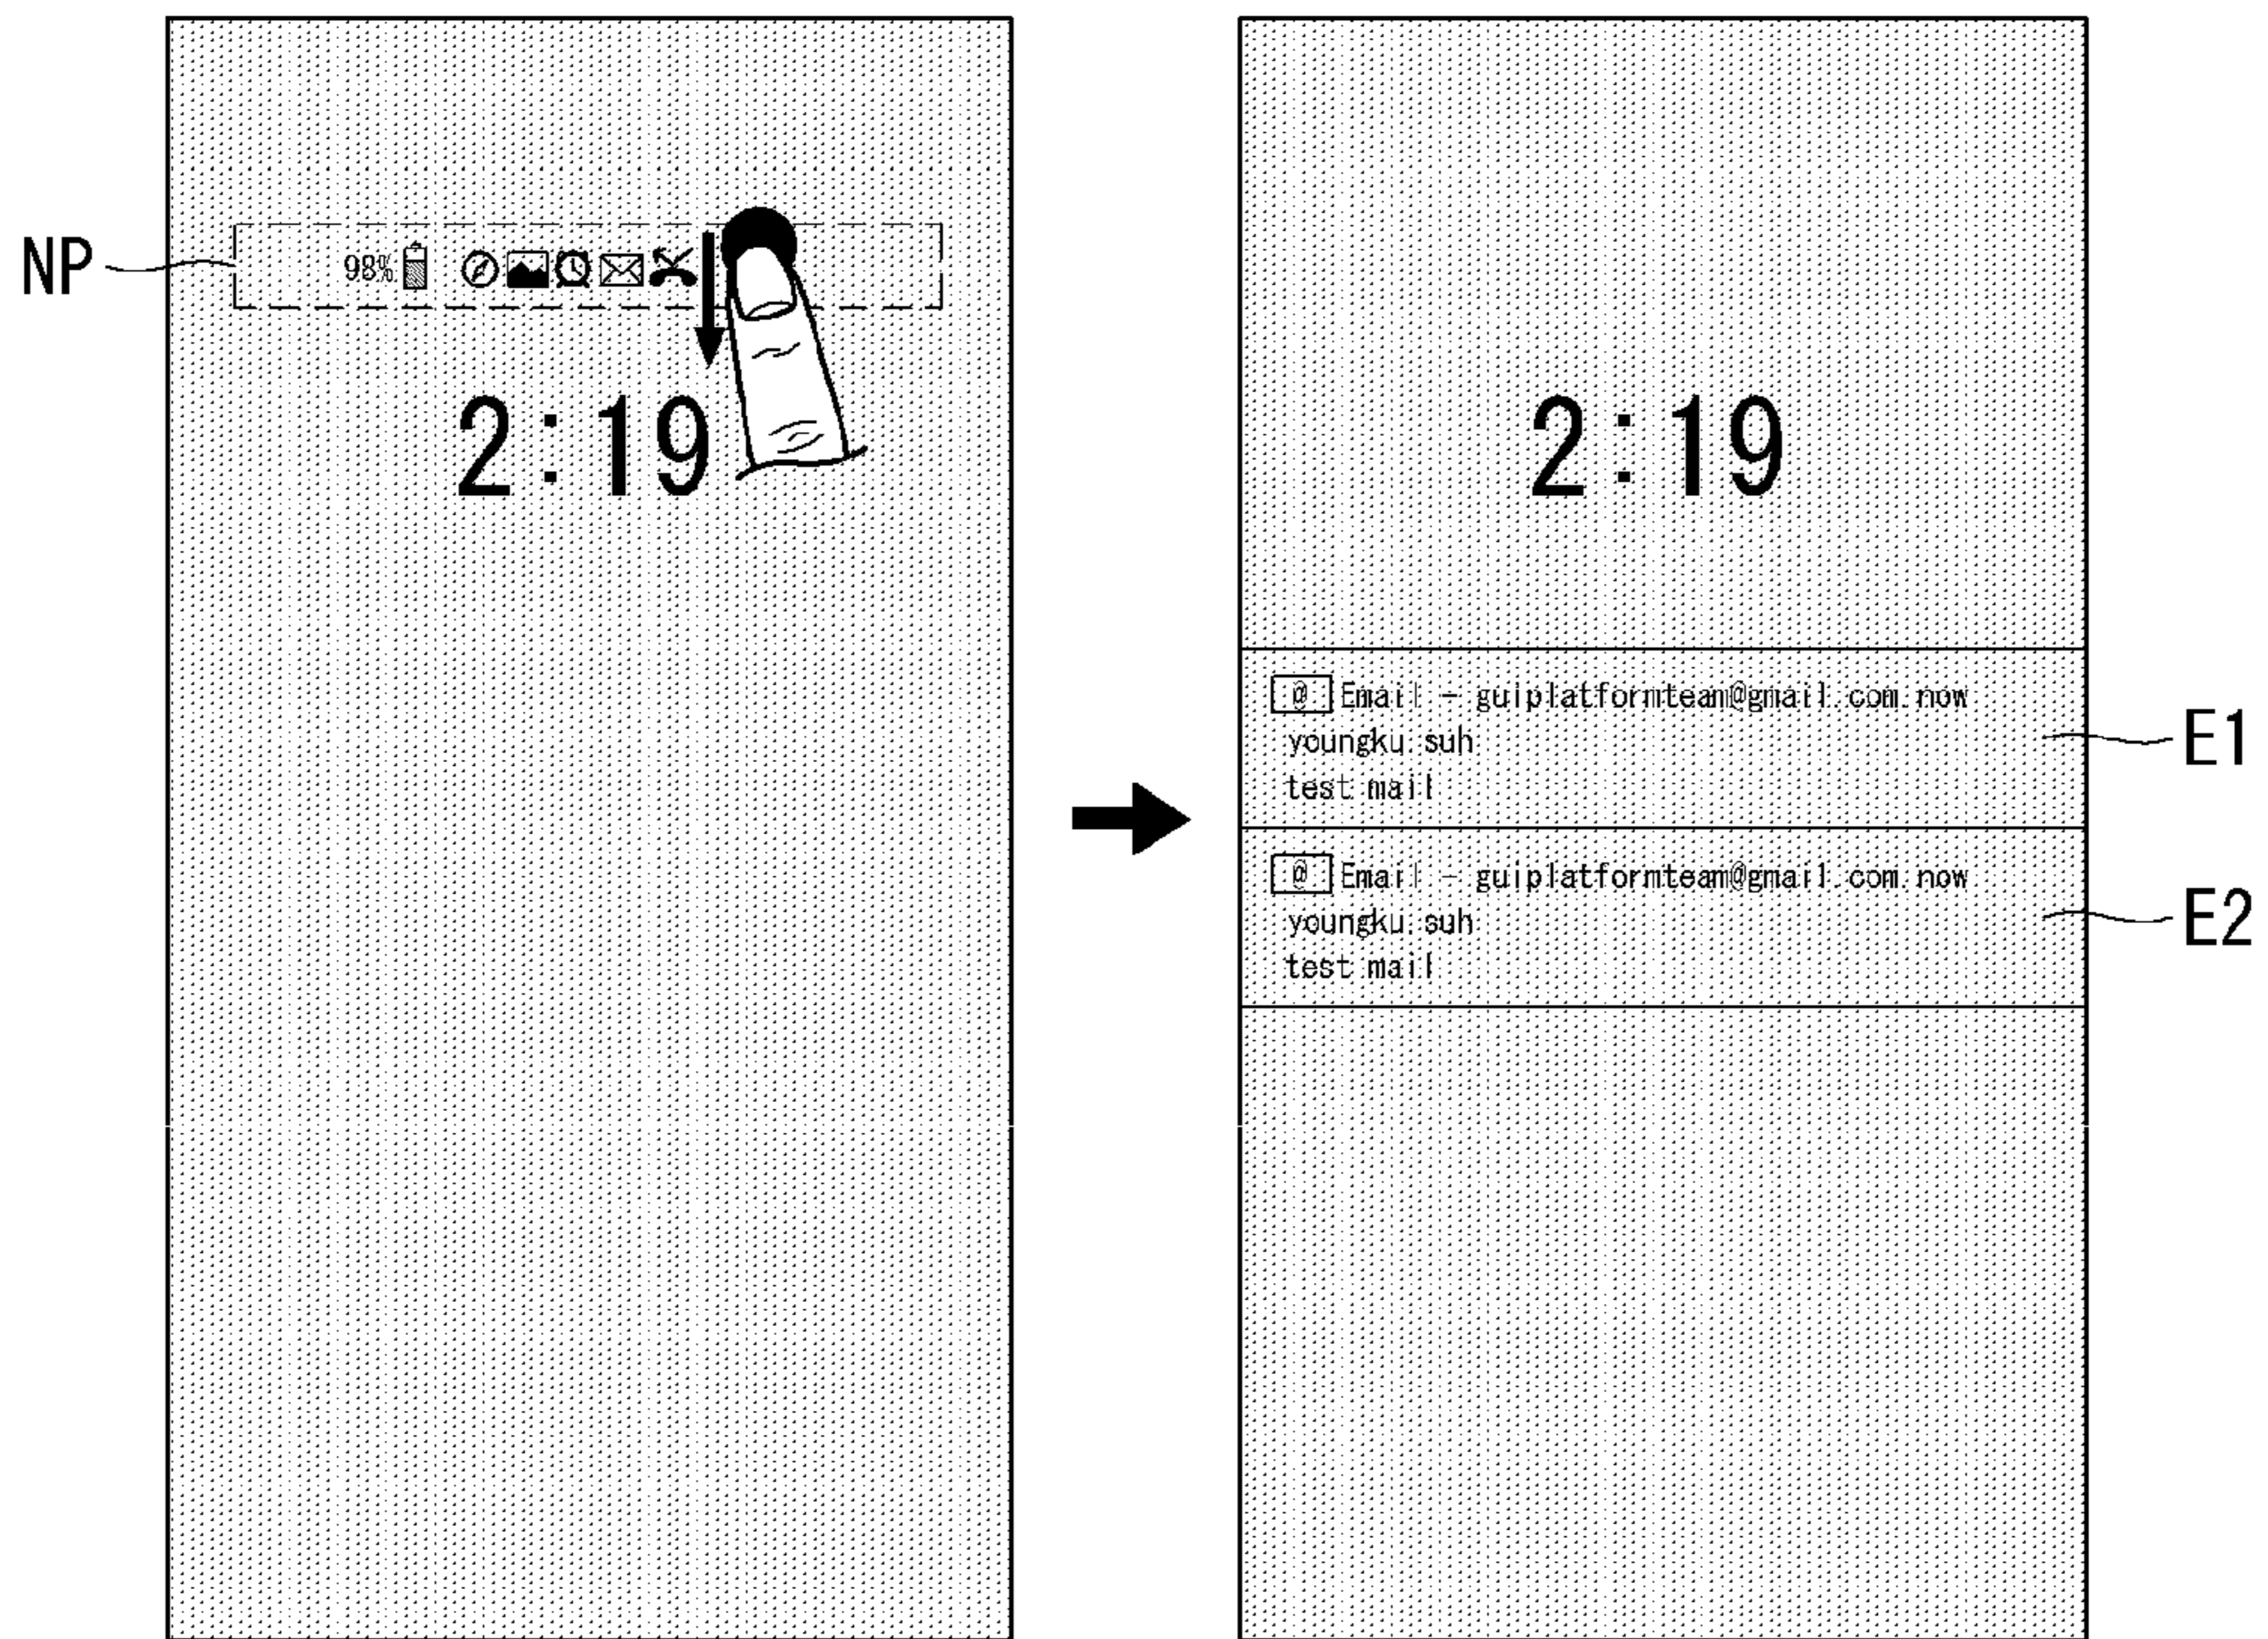 NP
98%
2:19
2:19
@ Email - guiplatformteam@gmail.com now
youngku suh
test mail
E1
@ Email - guiplatformteam@gmail.com now
youngku suh
test mail
E2